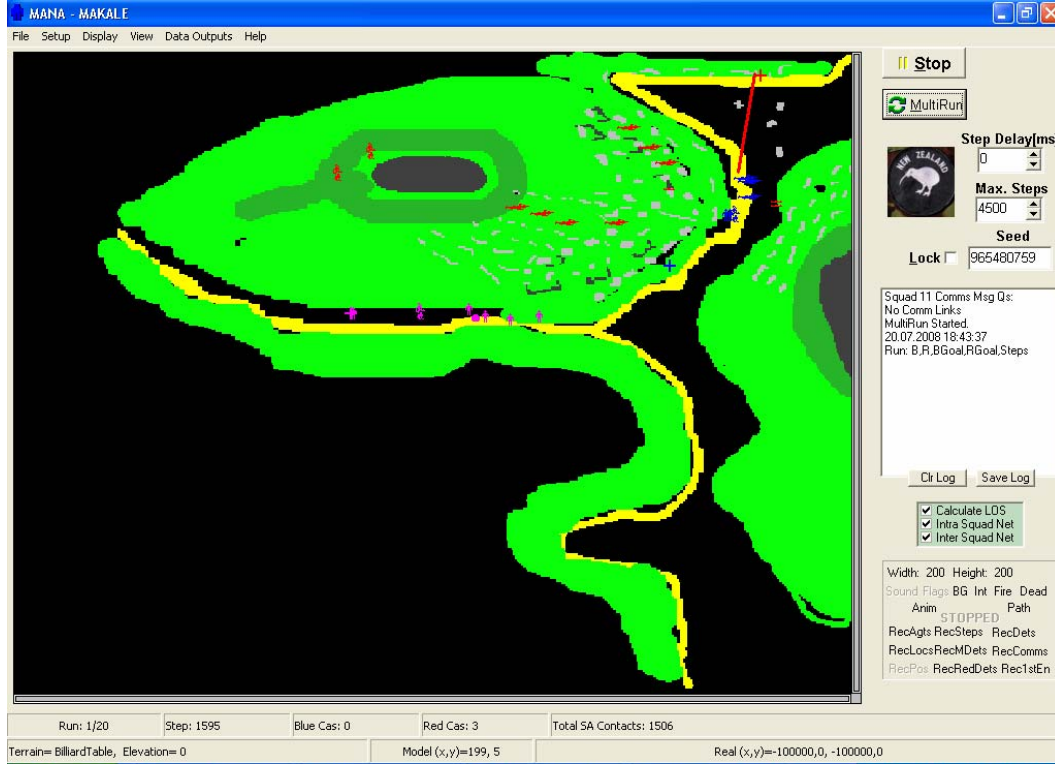 MANA - MAKALE
File Setup Display View Data Outputs Help
Stop
MultiRun
Step Delay[ms
0
NEW ZEALAND
Max. Steps
4500
Seed
Lock 965480759
Squad 11 Comms Msg Qs:
No Comm Links
MultiRun Started.
20.07.2008 18:43:37
Run: B,R,BGoal,RGoal,Steps
Clr Log Save Log
Calculate LOS
Intra Squad Net
Inter Squad Net
Width: 200 Height: 200
Sound Flags BG Int Fire Dead
Anim Path
STOPPED
RecAgts RecSteps RecDets
RecLocs RecMDets RecComms
RecPos RecRedDets Rec1stEn
Run: 1/20 Step: 1595 Blue Cas: 0 Red Cas: 3 Total SA Contacts: 1506
Terrain= BilliardTable, Elevation= 0 Model (x,y)=199, 5 Real (x,y)=-100000,0, -100000,0